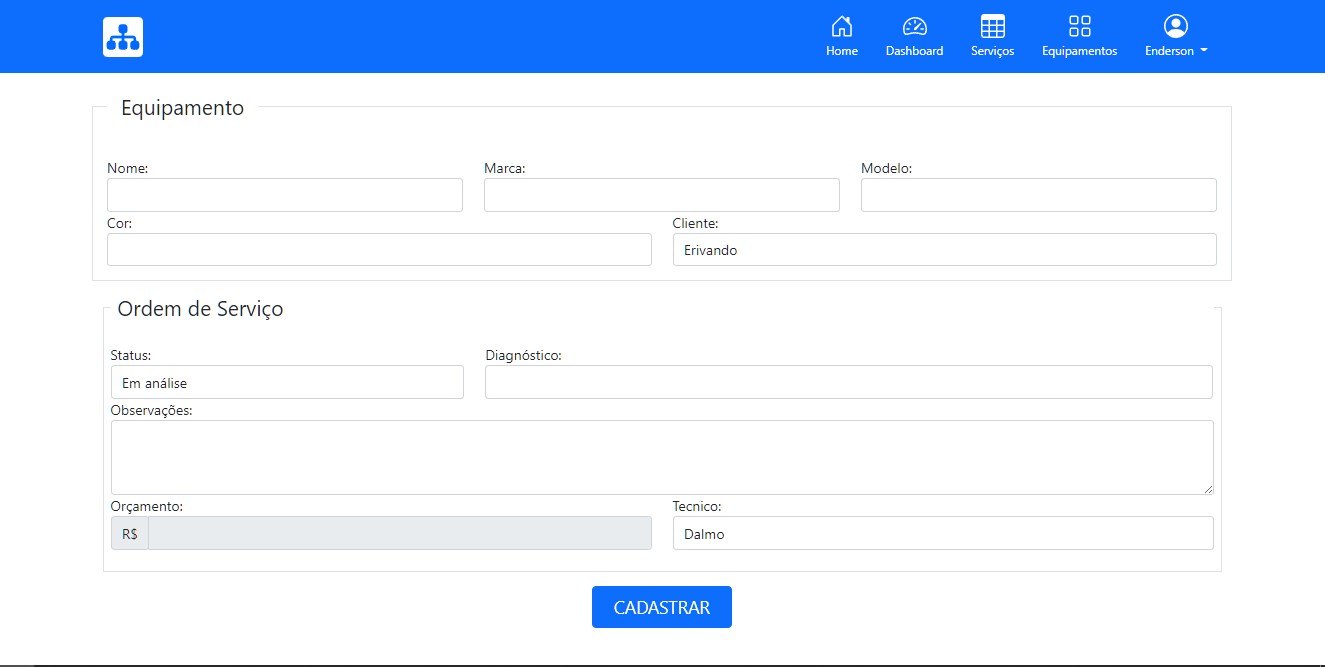 Home Dashboard Serviços Equipamentos Enderson
Equipamento
Nome: Marca: Modelo:
Cor: Cliente:
Erivando
Ordem de Serviço
Status: Diagnóstico:
Em análise
Observações:
Orçamento: Tecnico:
R$ Dalmo
CADASTRAR